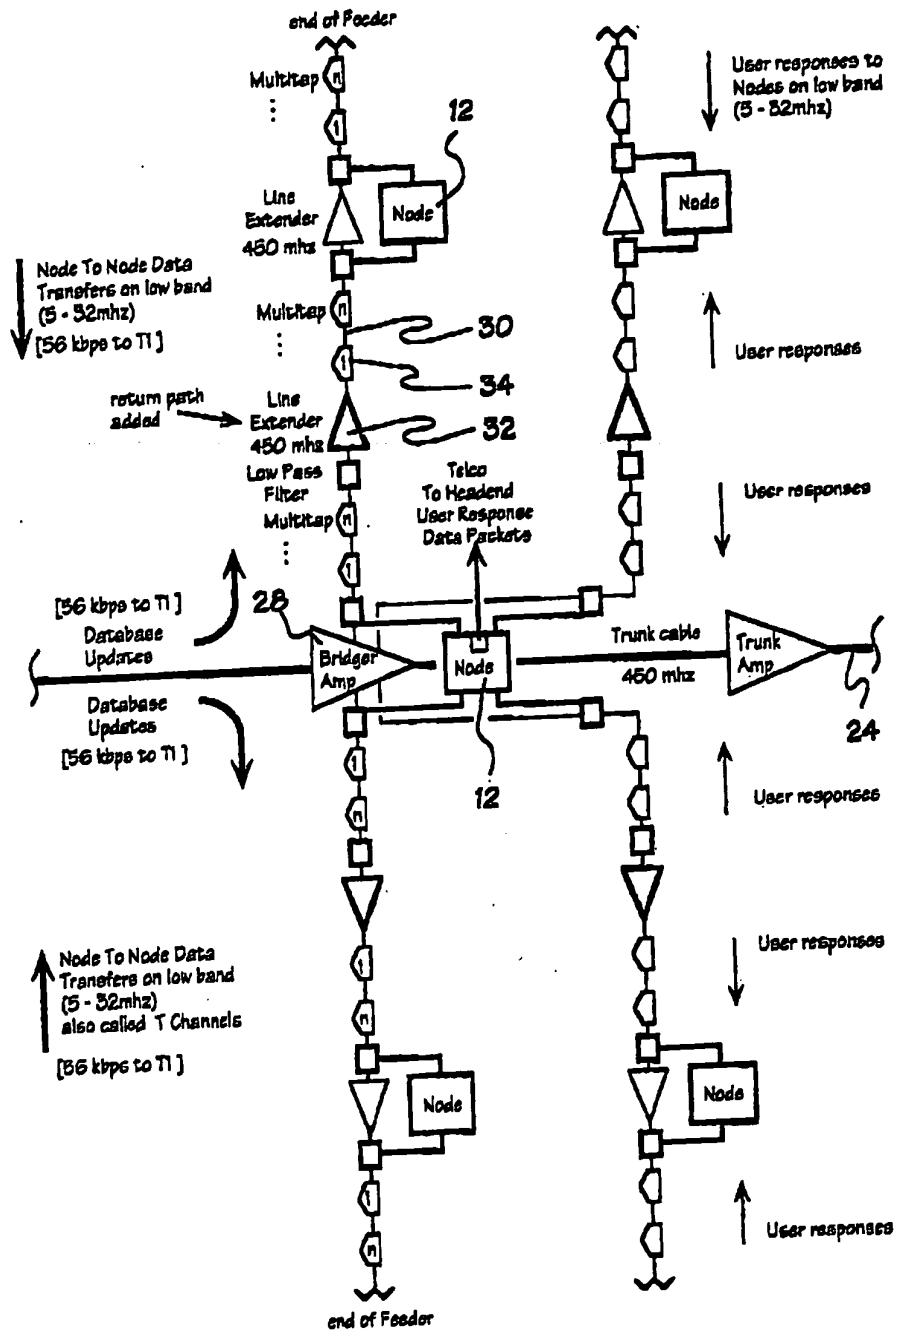 end of Feeder
Multitap
n
1
12
User responses to
Nodes on low band
(5 - 32mhz)
Line
Extender
450 mhz
Node
Node
Node To Node Data
Transfers on low band
(5 - 32mhz)
[56 kbps to T1]
Multitap
n
30
1
34
User responses
return path
added
Line
Extender
450 mhz
32
Low Pass
Filter
Telco
To Headend
User Response
Data Packets
User responses
Multitap
n
1
[56 kbps to T1]
Database
Updates
28
Bridger
Amp
Node
Trunk cable
450 mhz
Trunk
Amp
24
Database
Updates
[56 kbps to T1]
12
1
n
User responses
Node To Node Data
Transfers on low band
(5 - 32mhz)
also called T Channels
[56 kbps to T1]
1
n
User responses
Node
Node
1
n
User responses
end of Feeder